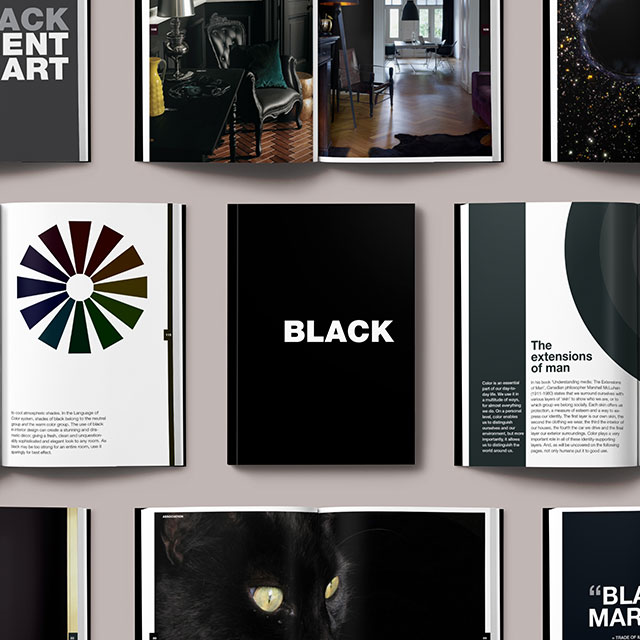 ACK
ENT
ART
In cool atmosphere shades. In the Language of
Color system, shades of black belong to the neutral
group and the warm color group. The use of black
in interior design can create a stunning and dra-
matic décor, giving a fresh, clean and unquestion-
ably sophisticated and elegant look to any room. As
black may be too strong for an entire room, use it
sparingly for best effect.
BLACK
The
extensions
of man
Color is an essential
part of our day-to-
day life. We use it in
a multitude of ways,
for almost everything
we do. On a personal
level, color enables
us to distinguish
ourselves and our
environment, but more
importantly, it allows
us to distinguish the
world around us.
In his book 'Understanding media: The Extensions
of Man', Canadian philosopher Marshall McLuhan
(1911-1980) states that we surround ourselves with
various layers of 'skin' to show who we are, or to
which group we belong socially. Each skin offers us
protection, a measure of esteem and a way to ex-
press our identity. The first layer is our own skin, the
second the clothing we wear, the third the interior of
our houses, the fourth the car we drive and the final
layer our exterior surroundings. Color plays a very
important role in all of these identity-supporting
layers. And, as will be uncovered on the following
pages, not only humans put it to good use.
ASSOCIATION
“BLA
MAR